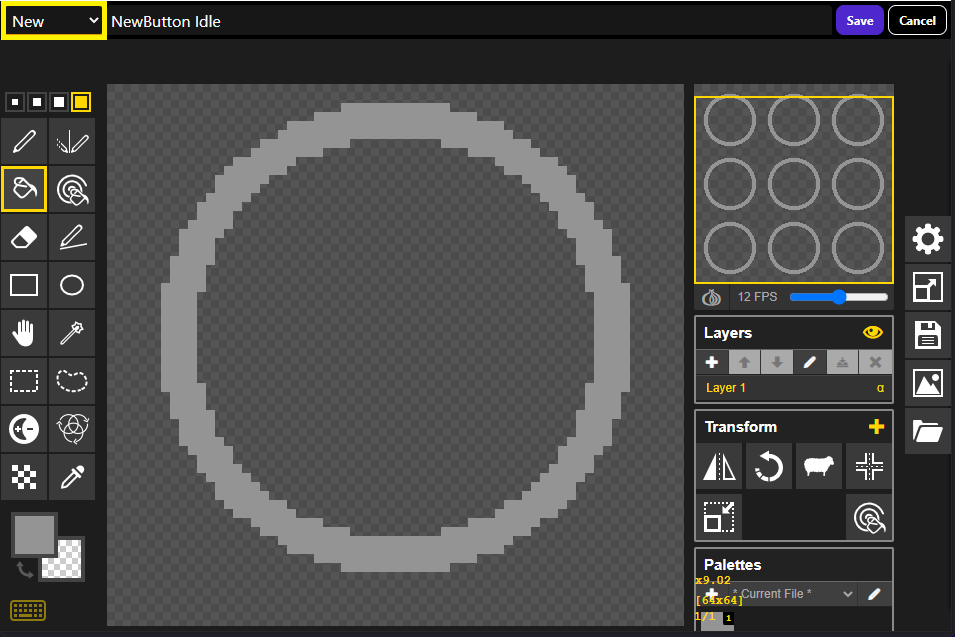 New
NewButton Idle
Save
Cancel
12 FPS
Layers
Layer 1
α
Transform
Palettes
x9.02
* Current File *
[64x64]
1/1
1